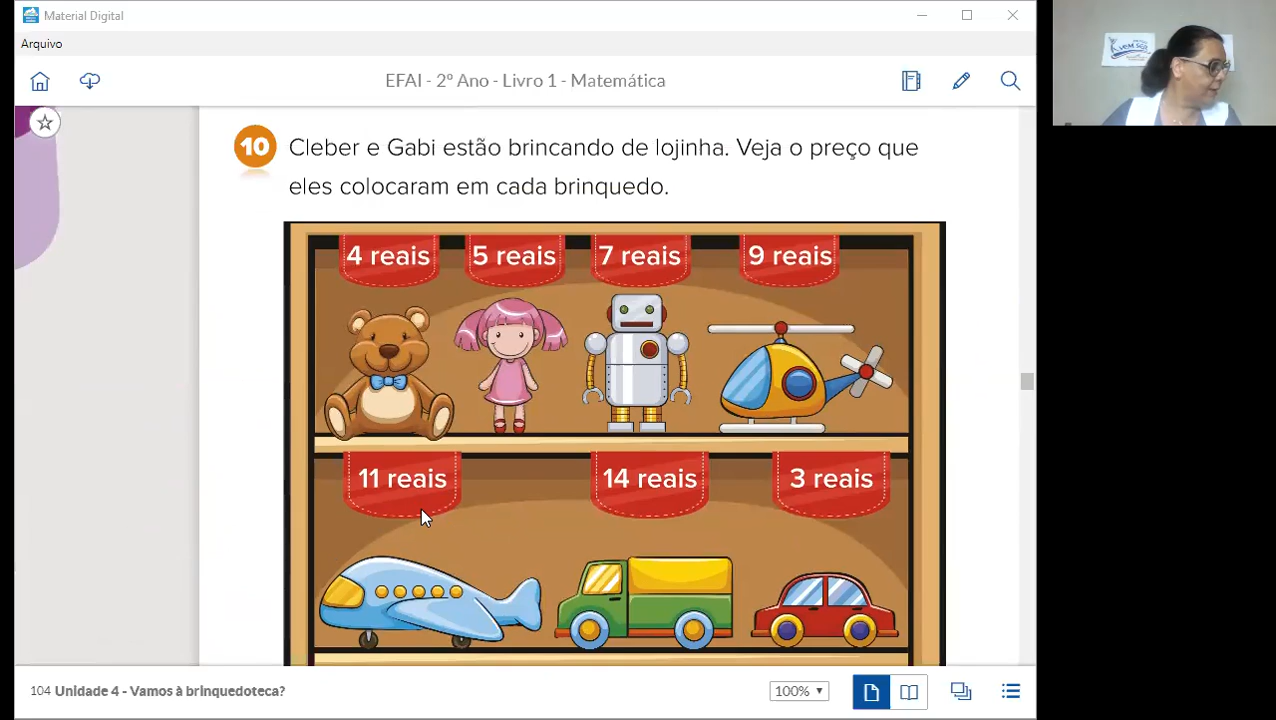 Material Digital
Arquivo
EFAI - 2º Ano - Livro 1 - Matemática
10 Cleber e Gabi estão brincando de lojinha. Veja o preço que
eles colocaram em cada brinquedo.
4 reais 5 reais 7 reais 9 reais
11 reais 14 reais 3 reais
104 Unidade 4 - Vamos à brinquedoteca?
100%